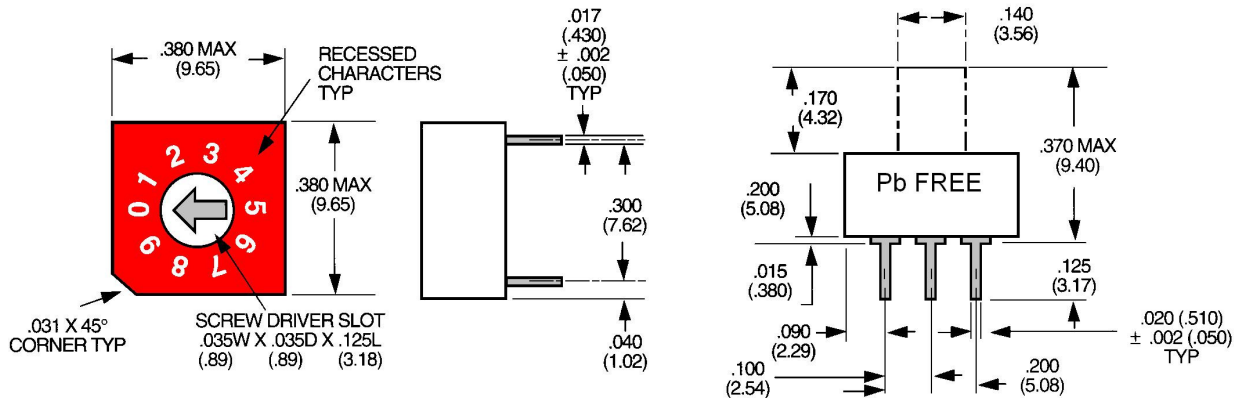 .380 MAX
(9.65)
RECESSED
CHARACTERS
TYP
2
3
4
1
0
5
9
8
7
6
.380 MAX
(9.65)
.031 X 45°
CORNER TYP
SCREW DRIVER SLOT
.035W X .035D X .125L
(.89) (.89) (3.18)
.017
(.430)
± .002
(.050)
TYP
.300
(7.62)
.040
(1.02)
.140
(3.56)
.170
(4.32)
.370 MAX
(9.40)
Pb FREE
.200
(5.08)
.015
(.380)
.125
(3.17)
.090
(2.29)
.020 (.510)
± .002 (.050)
TYP
.100
(2.54)
.200
(5.08)